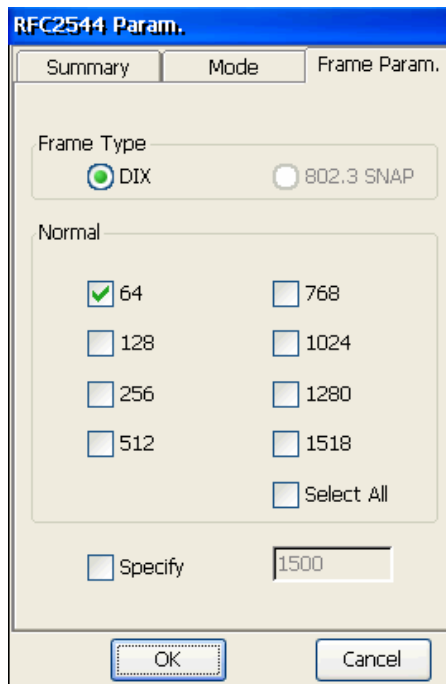 RFC2544 Param.
Summary Mode Frame Param.
Frame Type
DIX 802.3 SNAP
Normal
64 768
128 1024
256 1280
512 1518
Select All
Specify 1500
OK Cancel